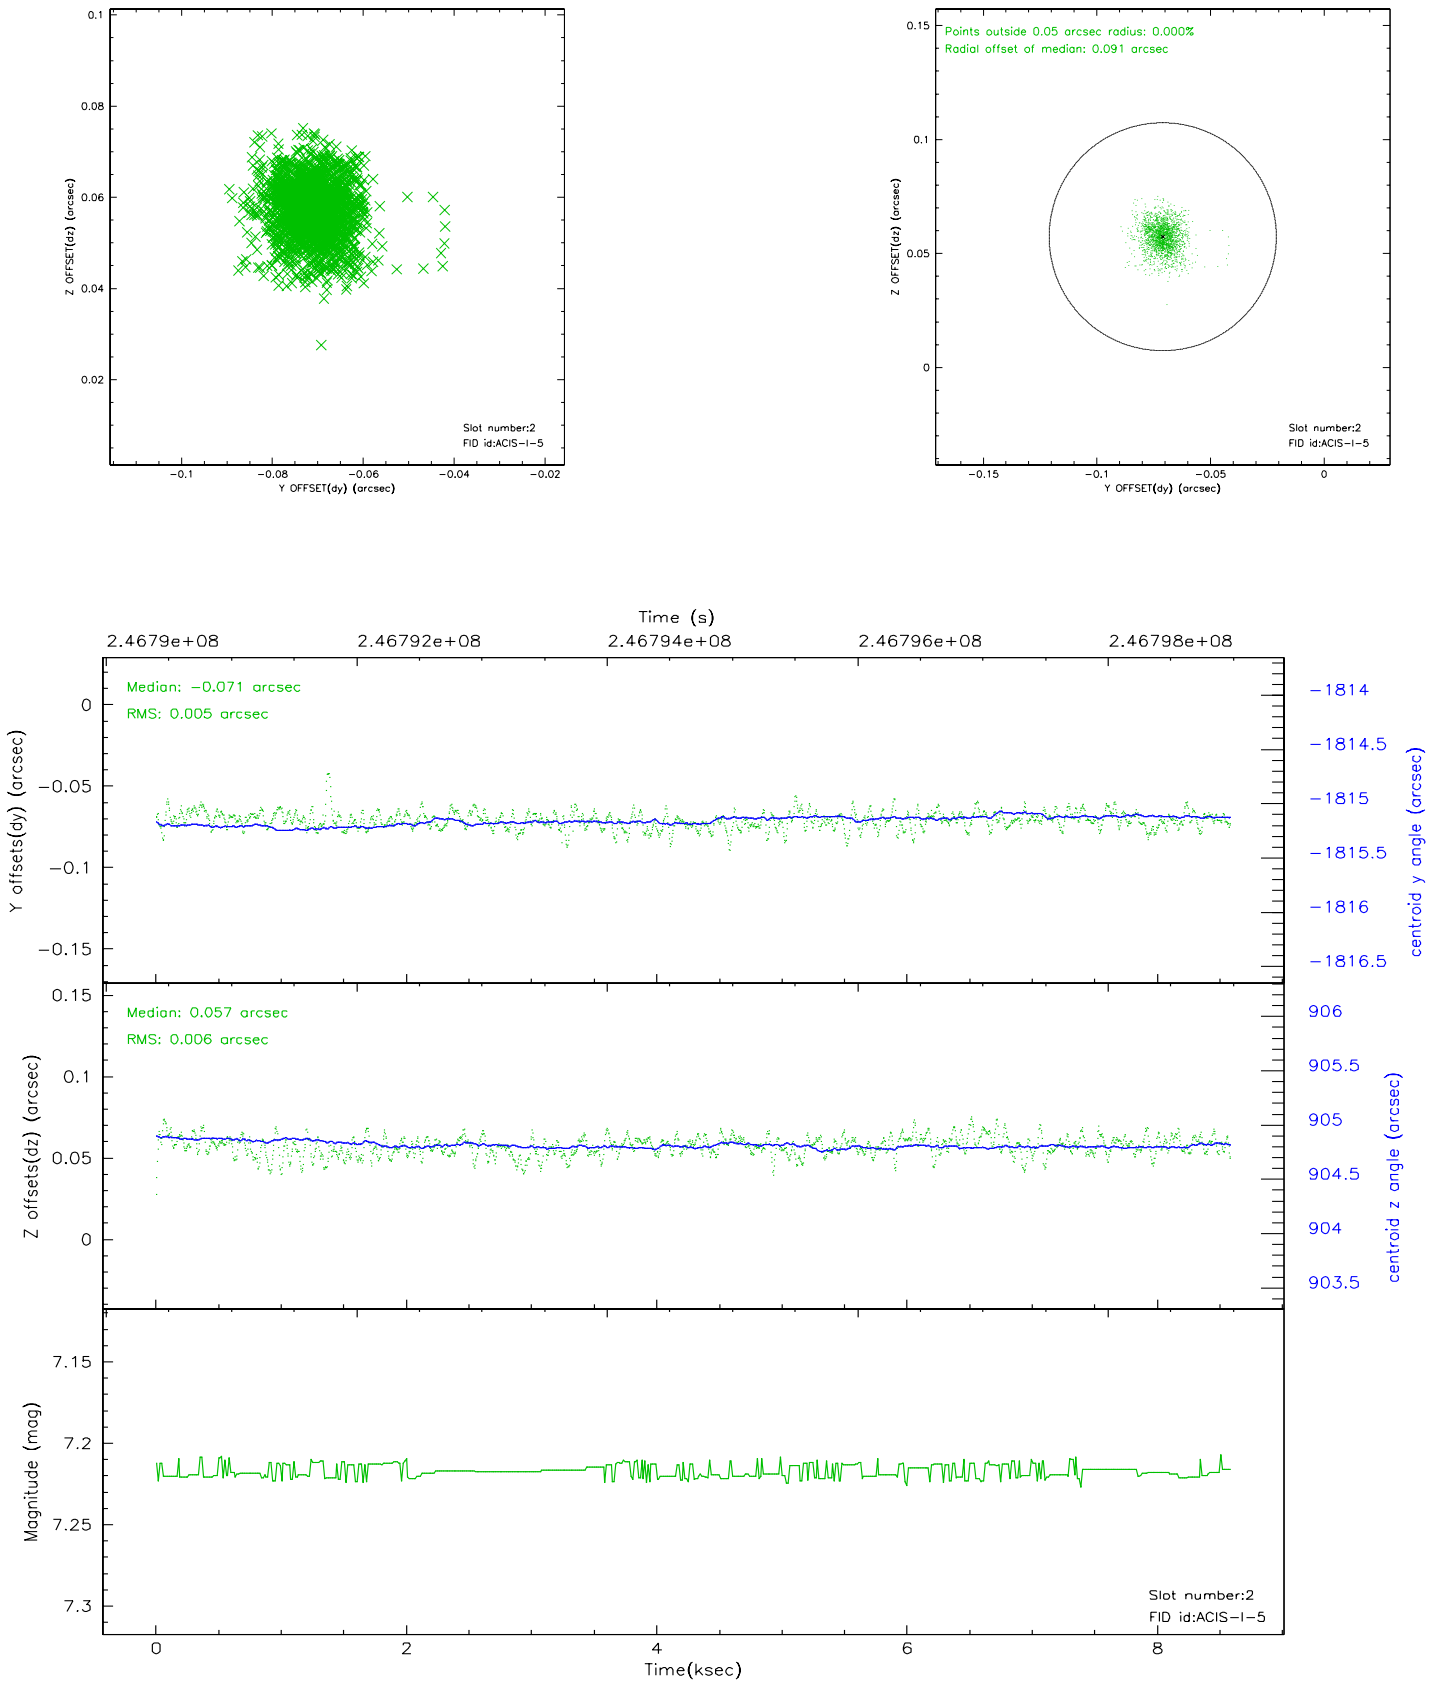 0.1
0.08
0.06
0.04
0.02
Z OFFSET(dz) (arcsec)
Slot number:2
FID id:ACIS-I-5
-0.1 -0.08 -0.06 -0.04 -0.02
Y OFFSET(dy) (arcsec)
Points outside 0.05 arcsec radius: 0.000%
Radial offset of median: 0.091 arcsec
0.15
0.1
0.05
0
Z OFFSET(dz) (arcsec)
Slot number:2
FID id:ACIS-I-5
-0.15 -0.1 -0.05 0
Y OFFSET(dy) (arcsec)
Time (s)
2.4679e+08 2.46792e+08 2.46794e+08 2.46796e+08 2.46798e+08
Median: -0.071 arcsec
RMS: 0.005 arcsec
0
-0.05
-0.1
-0.15
Y offsets(dy) (arcsec)
-1814
-1814.5
-1815
-1815.5
-1816
-1816.5
centroid y angle (arcsec)
Median: 0.057 arcsec
RMS: 0.006 arcsec
0.15
0.1
0.05
0
Z offsets(dz) (arcsec)
906
905.5
905
904.5
904
903.5
centroid z angle (arcsec)
7.15
7.2
7.25
7.3
Magnitude (mag)
Slot number:2
FID id:ACIS-I-5
0 2 4 6 8
Time(ksec)